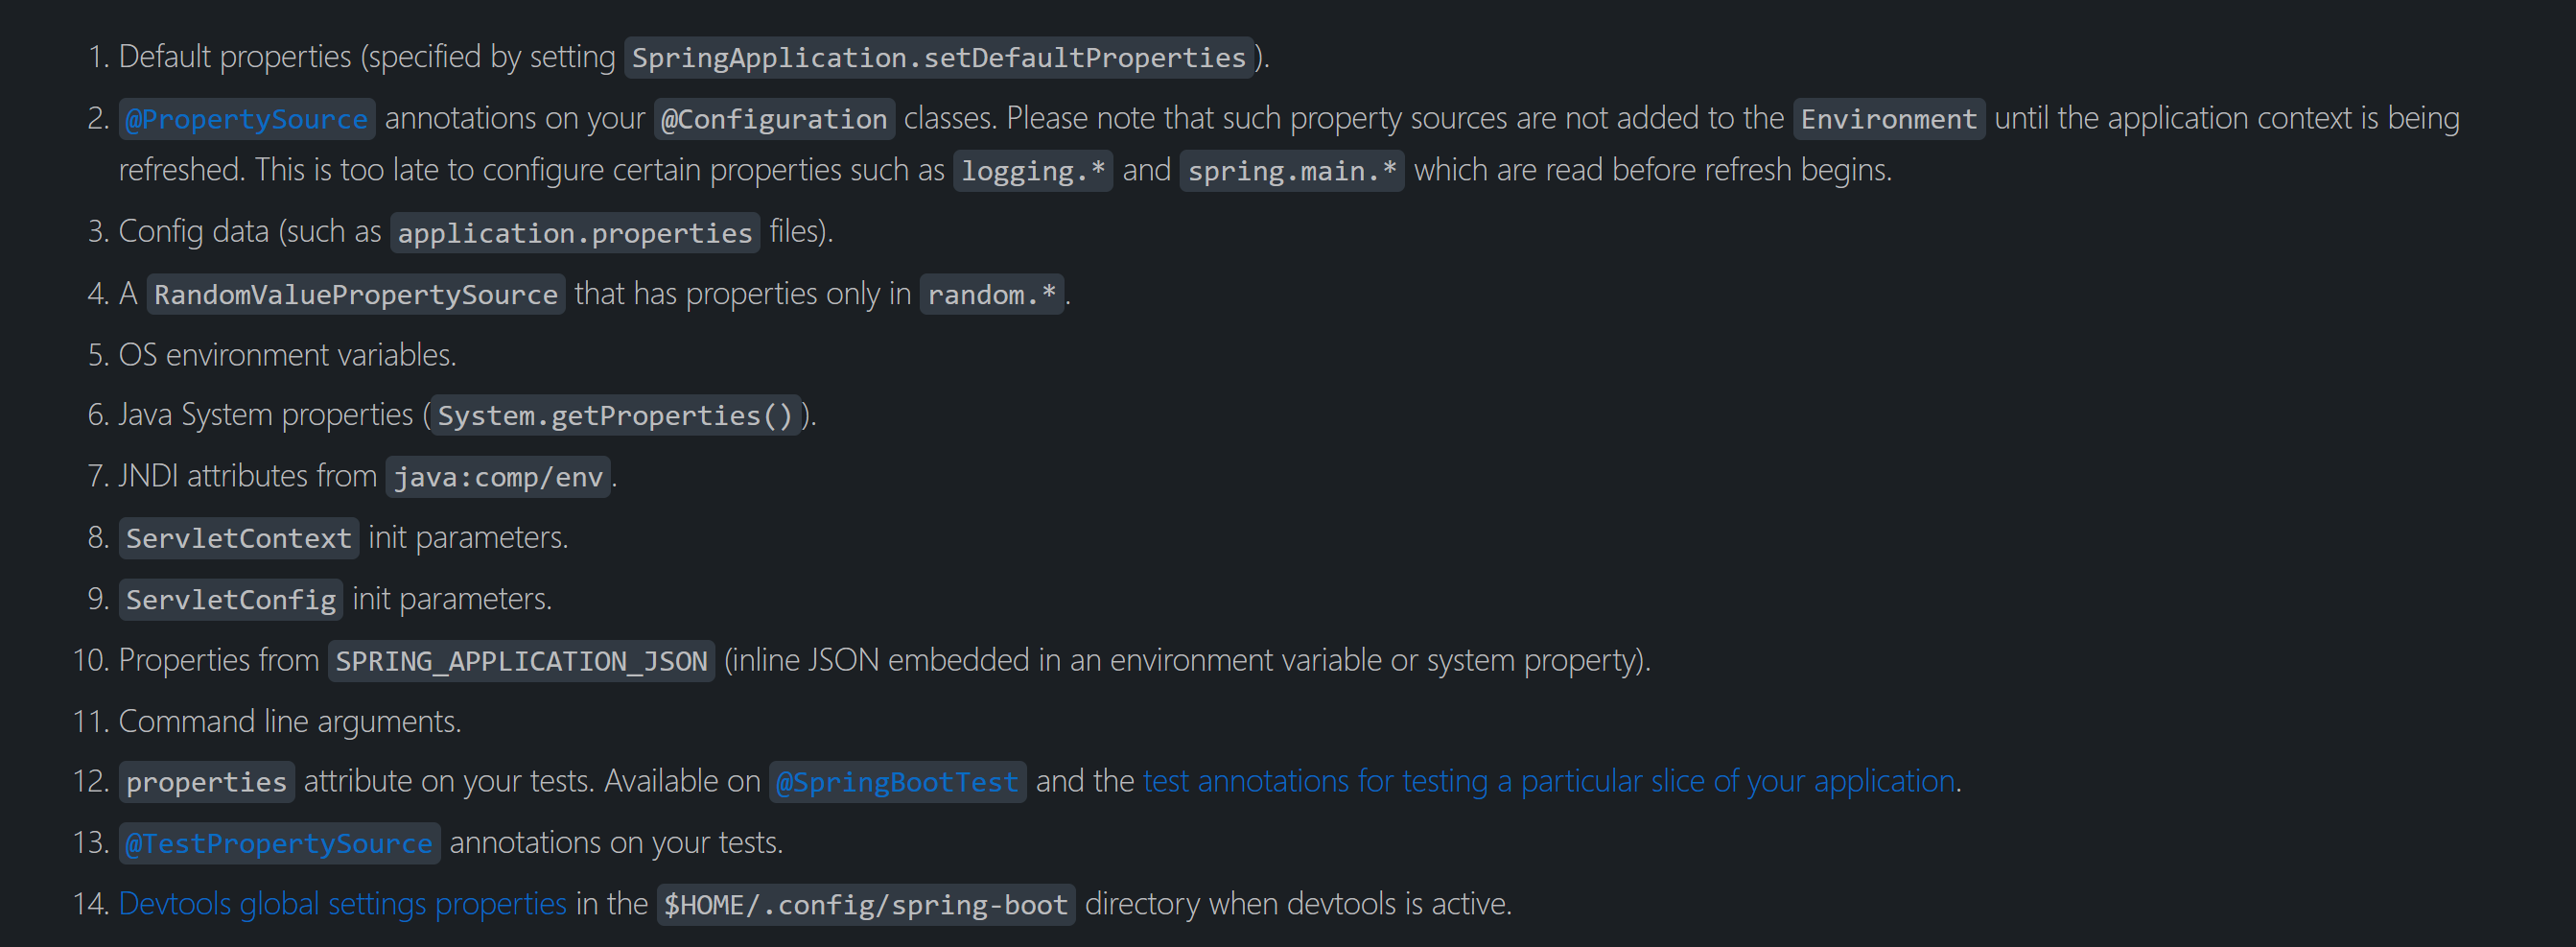 1. Default properties (specified by setting SpringApplication.setDefaultProperties).
2. @PropertySource annotations on your @Configuration classes. Please note that such property sources are not added to the Environment until the application context is being
refreshed. This is too late to configure certain properties such as logging.* and spring.main.* which are read before refresh begins.
3. Config data (such as application.properties files).
4. A RandomValuePropertySource that has properties only in random.*.
5. OS environment variables.
6. Java System properties (System.getProperties()).
7. JNDI attributes from java:comp/env.
8. ServletContext init parameters.
9. ServletConfig init parameters.
10. Properties from SPRING_APPLICATION_JSON (inline JSON embedded in an environment variable or system property).
11. Command line arguments.
12. properties attribute on your tests. Available on @SpringBootTest and the test annotations for testing a particular slice of your application.
13. @TestPropertySource annotations on your tests.
14. Devtools global settings properties in the $HOME/.config/spring-boot directory when devtools is active.